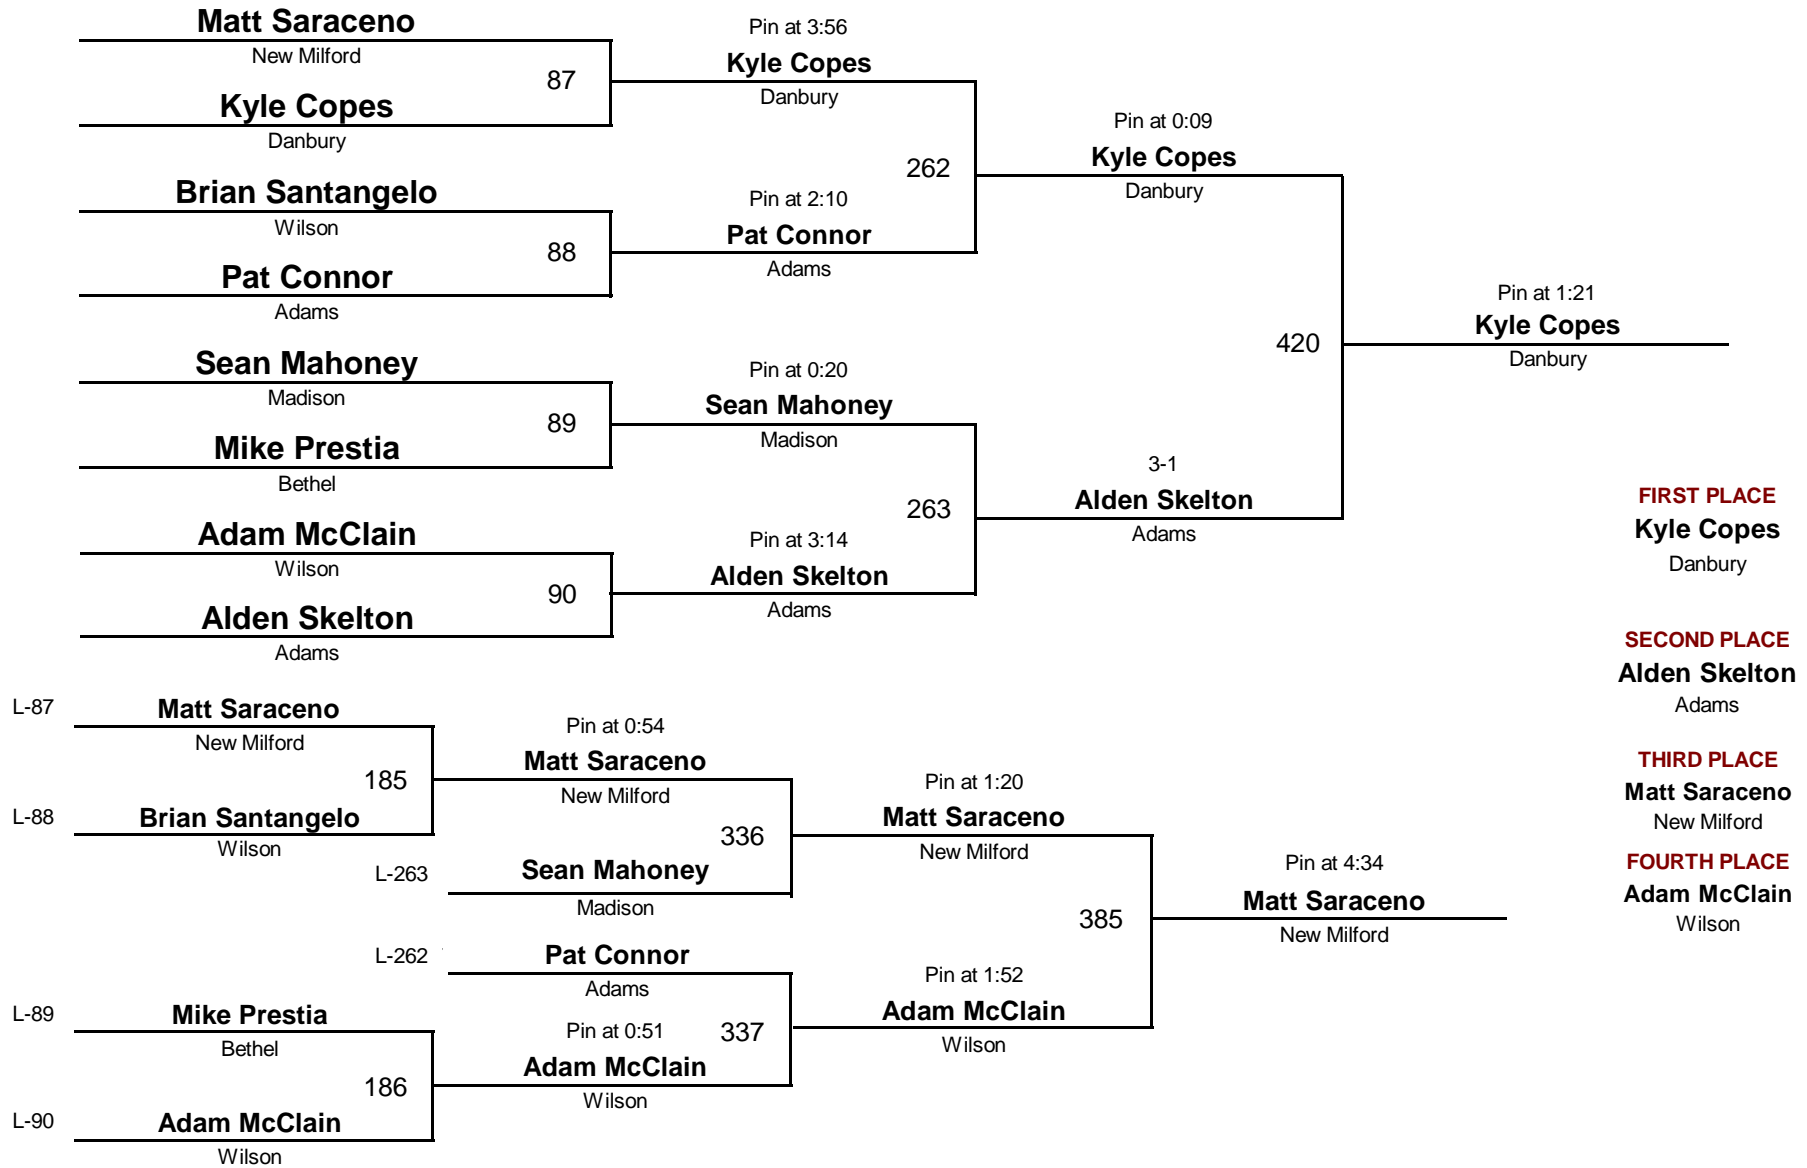 Matt Saraceno
New Milford
87
Kyle Copes
Danbury
Brian Santangelo
Wilson
88
Pat Connor
Adams
Sean Mahoney
Madison
89
Mike Prestia
Bethel
Adam McClain
Wilson
90
Alden Skelton
Adams
Pin at 3:56
Kyle Copes
Danbury
262
Pin at 2:10
Pat Connor
Adams
Pin at 0:20
Sean Mahoney
Madison
263
Pin at 3:14
Alden Skelton
Adams
Pin at 0:09
Kyle Copes
Danbury
420
3-1
Alden Skelton
Adams
Pin at 1:21
Kyle Copes
Danbury
FIRST PLACE
Kyle Copes
Danbury
SECOND PLACE
Alden Skelton
Adams
THIRD PLACE
Matt Saraceno
New Milford
FOURTH PLACE
Adam McClain
Wilson
L-87
Matt Saraceno
New Milford
185
L-88
Brian Santangelo
Wilson
L-89
Mike Prestia
Bethel
186
L-90
Adam McClain
Wilson
Pin at 0:54
Matt Saraceno
New Milford
336
L-263
Sean Mahoney
Madison
L-262
Pat Connor
Adams
337
Pin at 0:51
Adam McClain
Wilson
Pin at 1:20
Matt Saraceno
New Milford
385
Pin at 1:52
Adam McClain
Wilson
Pin at 4:34
Matt Saraceno
New Milford